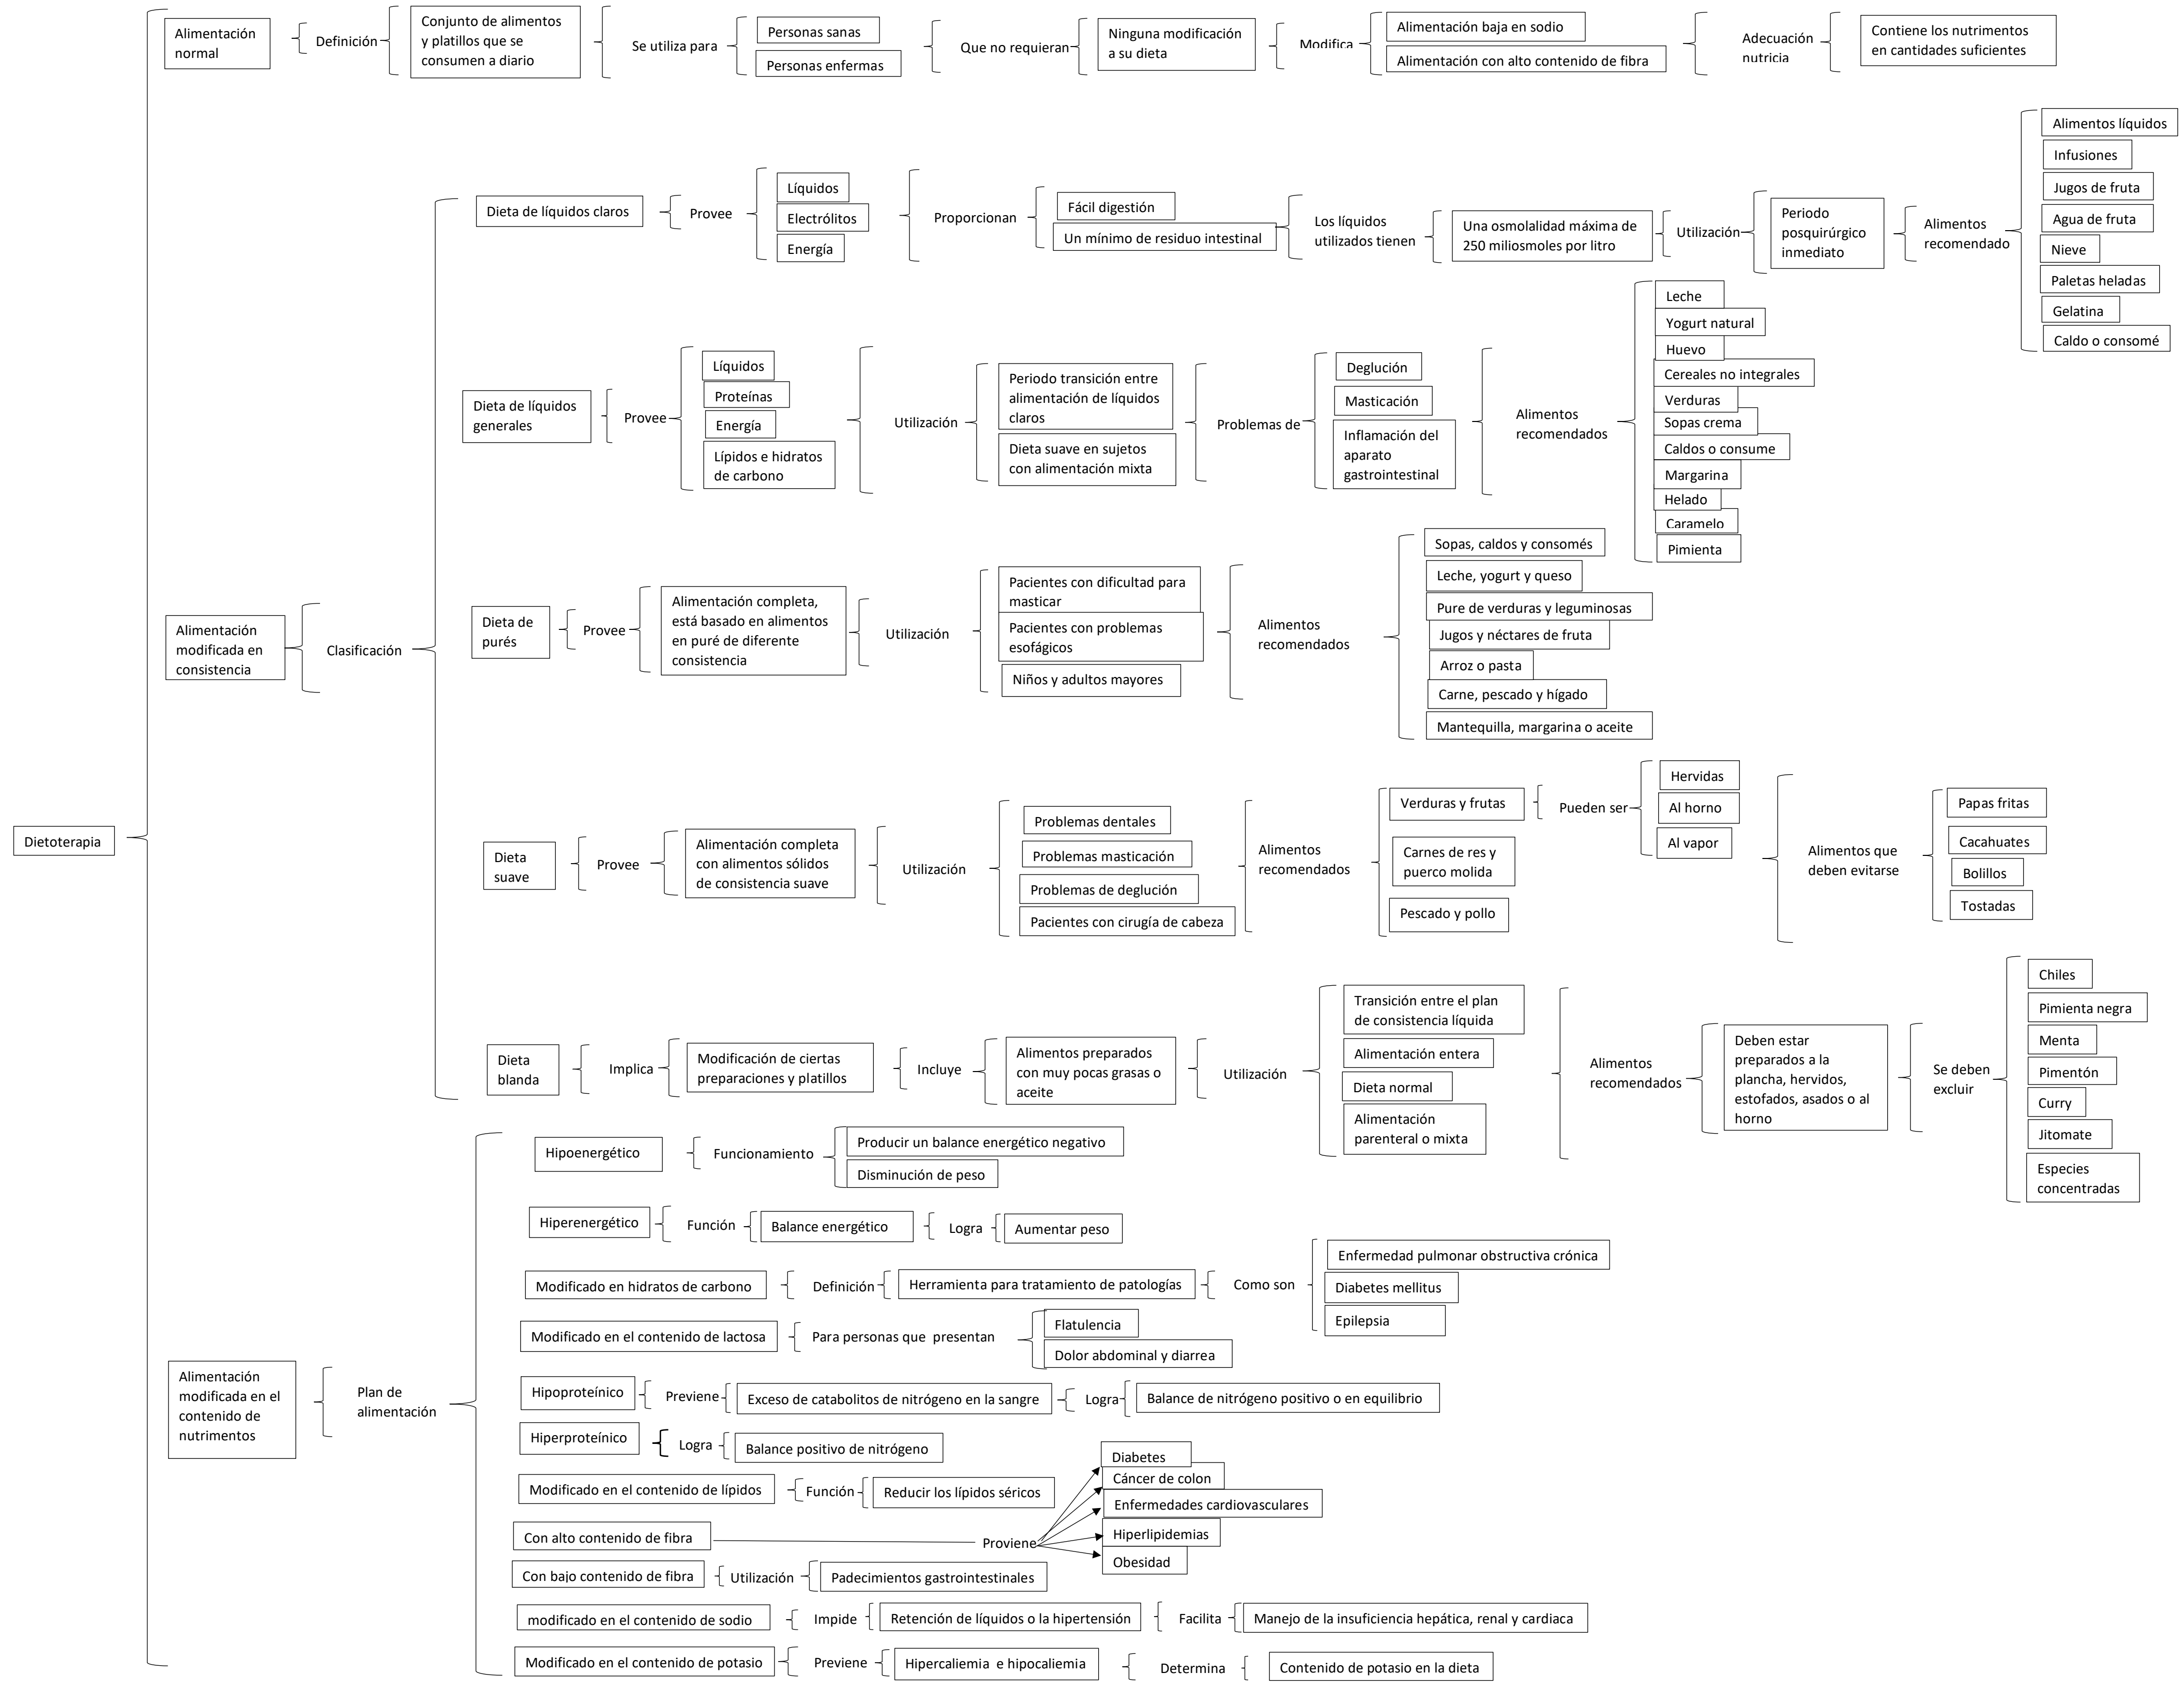 Dietoterapia
Alimentación
normal
Definición
Conjunto de alimentos
y platillos que se
consumen a diario
Se utiliza para
Personas sanas
Personas enfermas
Que no requieran
Ninguna modificación
a su dieta
Modifica
Alimentación baja en sodio
Alimentación con alto contenido de fibra
Adecuación
nutricia
Contiene los nutrimentos
en cantidades suficientes
Alimentación
modificada en
consistencia
Clasificación
Dieta de líquidos claros
Provee
Líquidos
Electrólitos
Energía
Proporcionan
Fácil digestión
Un mínimo de residuo intestinal
Los líquidos
utilizados tienen
Una osmolalidad máxima de
250 miliosmoles por litro
Utilización
Periodo
posquirúrgico
inmediato
Alimentos
recomendado
Alimentos líquidos
Infusiones
Jugos de fruta
Agua de fruta
Nieve
Paletas heladas
Gelatina
Caldo o consomé
Dieta de líquidos
generales
Provee
Líquidos
Proteínas
Energía
Lípidos e hidratos
de carbono
Utilización
Periodo transición entre
alimentación de líquidos
claros
Dieta suave en sujetos
con alimentación mixta
Problemas de
Deglución
Masticación
Inflamación del
aparato
gastrointestinal
Alimentos
recomendados
Leche
Yogurt natural
Huevo
Cereales no integrales
Verduras
Sopas crema
Caldos o consume
Margarina
Helado
Caramelo
Pimienta
Dieta de
purés
Provee
Alimentación completa,
está basado en alimentos
en puré de diferente
consistencia
Utilización
Pacientes con dificultad para
masticar
Pacientes con problemas
esofágicos
Niños y adultos mayores
Alimentos
recomendados
Sopas, caldos y consomés
Leche, yogurt y queso
Pure de verduras y leguminosas
Jugos y néctares de fruta
Arroz o pasta
Carne, pescado y hígado
Mantequilla, margarina o aceite
Dieta
suave
Provee
Alimentación completa
con alimentos sólidos
de consistencia suave
Utilización
Problemas dentales
Problemas masticación
Problemas de deglución
Pacientes con cirugía de cabeza
Alimentos
recomendados
Verduras y frutas
Carnes de res y
puerco molida
Pescado y pollo
Pueden ser
Hervidas
Al horno
Al vapor
Alimentos que
deben evitarse
Papas fritas
Cacahuates
Bolillos
Tostadas
Dieta
blanda
Implica
Modificación de ciertas
preparaciones y platillos
Incluye
Alimentos preparados
con muy pocas grasas o
aceite
Utilización
Transición entre el plan
de consistencia líquida
Alimentación entera
Dieta normal
Alimentación
parenteral o mixta
Alimentos
recomendados
Deben estar
preparados a la
plancha, hervidos,
estofados, asados o al
horno
Se deben
excluir
Chiles
Pimienta negra
Menta
Pimentón
Curry
Jitomate
Especies
concentradas
Alimentación
modificada en el
contenido de
nutrimentos
Plan de
alimentación
Hipoenergético
Funcionamiento
Producir un balance energético negativo
Disminución de peso
Hiperenergético
Función
Balance energético
Logra
Aumentar peso
Modificado en hidratos de carbono
Definición
Herramienta para tratamiento de patologías
Como son
Enfermedad pulmonar obstructiva crónica
Diabetes mellitus
Epilepsia
Modificado en el contenido de lactosa
Para personas que presentan
Flatulencia
Dolor abdominal y diarrea
Hipoproteínico
Previene
Exceso de catabolitos de nitrógeno en la sangre
Logra
Balance de nitrógeno positivo o en equilibrio
Hiperproteínico
Logra
Balance positivo de nitrógeno
Modificado en el contenido de lípidos
Función
Reducir los lípidos séricos
Con alto contenido de fibra
Proviene
Diabetes
Cáncer de colon
Enfermedades cardiovasculares
Hiperlipidemias
Obesidad
Con bajo contenido de fibra
Utilización
Padecimientos gastrointestinales
modificado en el contenido de sodio
Impide
Retención de líquidos o la hipertensión
Facilita
Manejo de la insuficiencia hepática, renal y cardiaca
Modificado en el contenido de potasio
Previene
Hipercaliemia e hipocaliemia
Determina
Contenido de potasio en la dieta